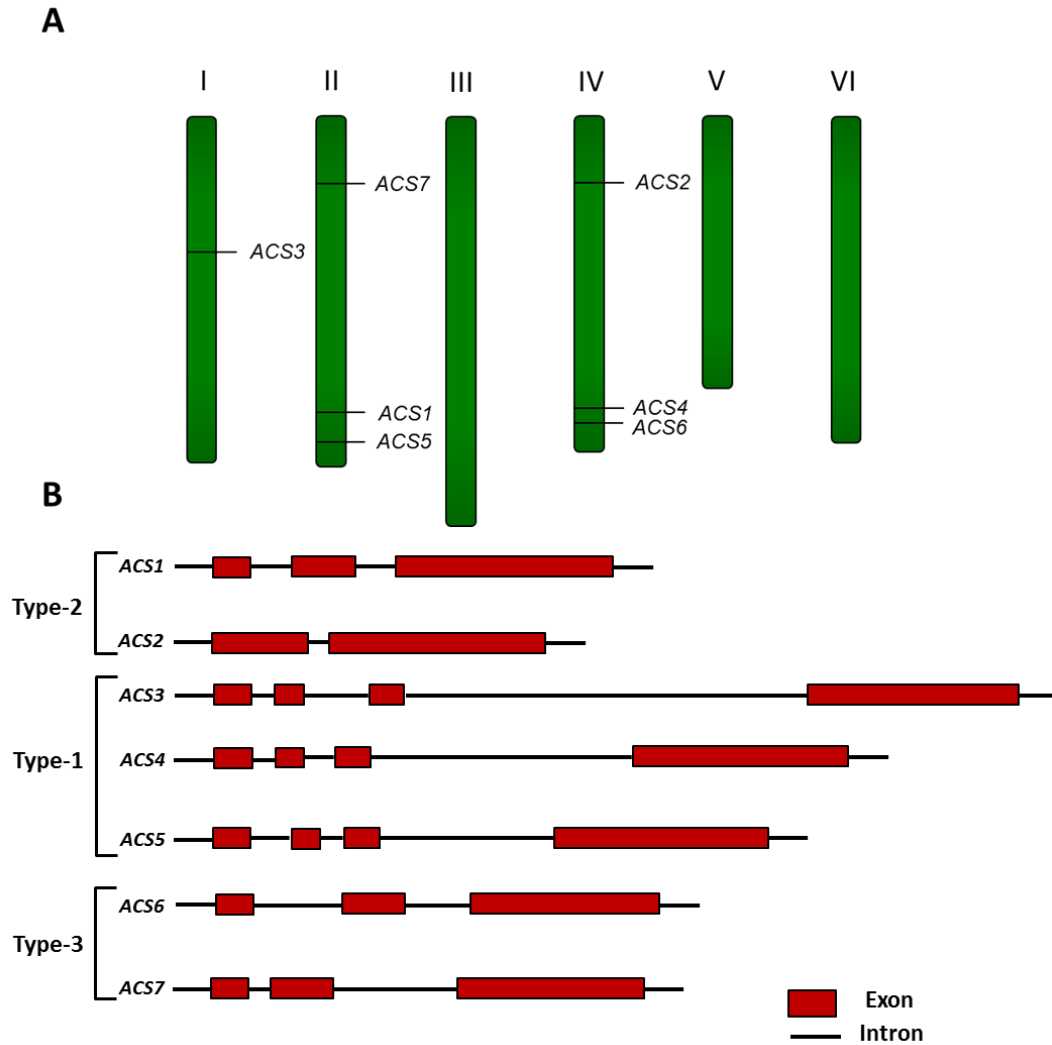 A
I II III IV V VI
ACS7 ACS2
ACS3
ACS1 ACS4
ACS5 ACS6
B
ACS1
Type-2
ACS2
ACS3
Type-1 ACS4
ACS5
ACS6
Type-3
ACS7
Exon
Intron